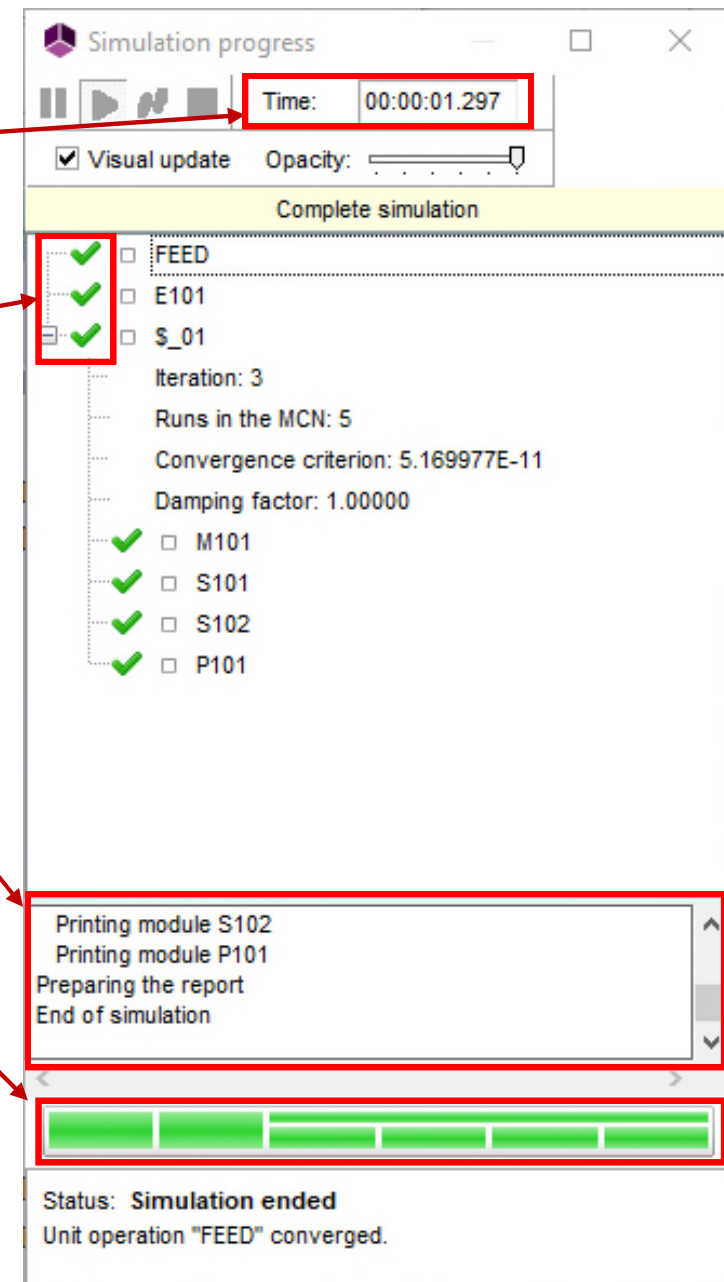 Simulation progress
Time: 00:00:01.297
Visual update Opacity:
Complete simulation
FEED
E101
$_01
Iteration: 3
Runs in the MCN: 5
Convergence criterion: 5.169977E-11
Damping factor: 1.00000
M101
S101
S102
P101
Printing module S102
Printing module P101
Preparing the report
End of simulation
Status: Simulation ended
Unit operation "FEED" converged.